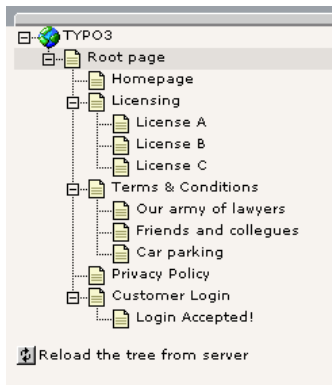 TYPO3
Root page
Homepage
Licensing
License A
License B
License C
Terms & Conditions
Our army of lawyers
Friends and collegues
Car parking
Privacy Policy
Customer Login
Login Accepted!
Reload the tree from server